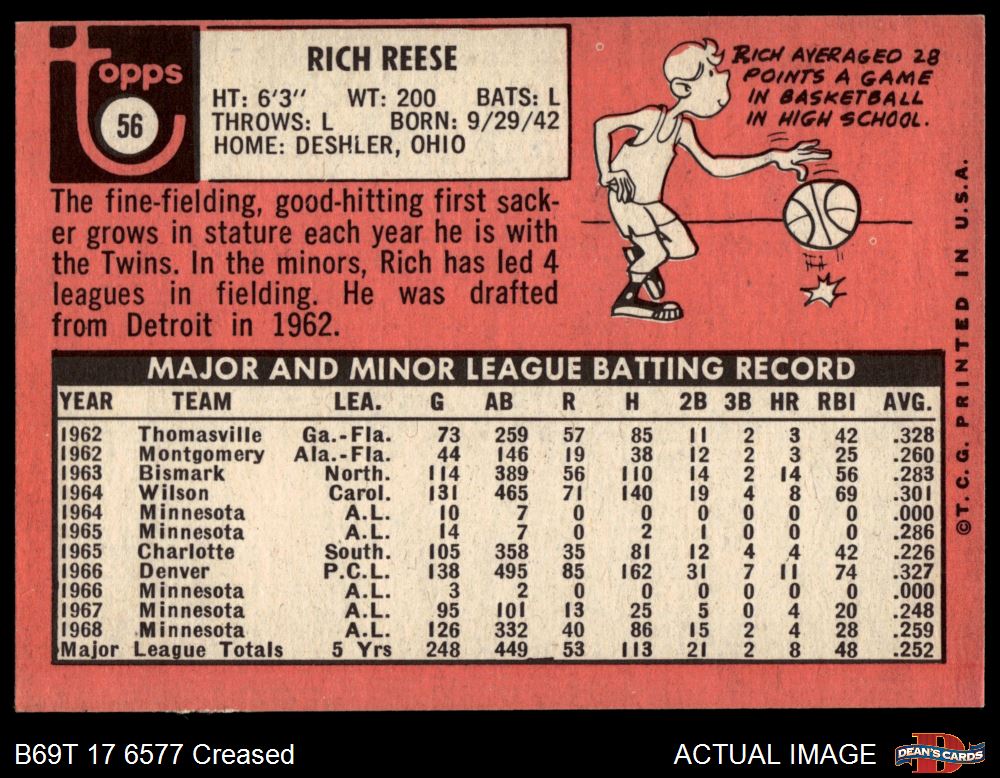 Topps
56
RICH REESE
HT: 6'3" WT: 200 BATS: L
THROWS: L BORN: 9/29/42
HOME: DESHLER, OHIO
RICH AVERAGED 28
POINTS A GAME
IN BASKETBALL
IN HIGH SCHOOL.
The fine-fielding, good-hitting first sack-
er grows in stature each year he is with
the Twins. In the minors, Rich has led 4
leagues in fielding. He was drafted
from Detroit in 1962.
MAJOR AND MINOR LEAGUE BATTING RECORD
YEAR TEAM LEA. G AB R H 2B 3B HR RBI AVG.
1962 Thomasville Ga.-Fla. 73 259 57 85 11 2 3 42 .328
1962 Montgomery Ala.-Fla. 44 146 19 38 12 2 3 25 .260
1963 Bismark North. 114 389 56 110 14 2 14 56 .283
1964 Wilson Carol. 131 465 71 140 19 4 8 69 .301
1964 Minnesota A.L. 10 7 0 0 0 0 0 0 .000
1965 Minnesota A.L. 14 7 0 2 1 0 0 0 .286
1965 Charlotte South. 105 358 35 81 12 4 4 42 .226
1966 Denver P.C.L. 138 495 85 162 31 7 11 74 .327
1966 Minnesota A.L. 3 2 0 0 0 0 0 0 .000
1967 Minnesota A.L. 95 101 13 25 5 0 4 20 .248
1968 Minnesota A.L. 126 332 40 86 15 2 4 28 .259
Major League Totals 5 Yrs 248 449 53 113 21 2 8 48 .252
©T.C.G. PRINTED IN U.S.A.
B69T 17 6577 Creased
ACTUAL IMAGE
DEAN'S CARDS